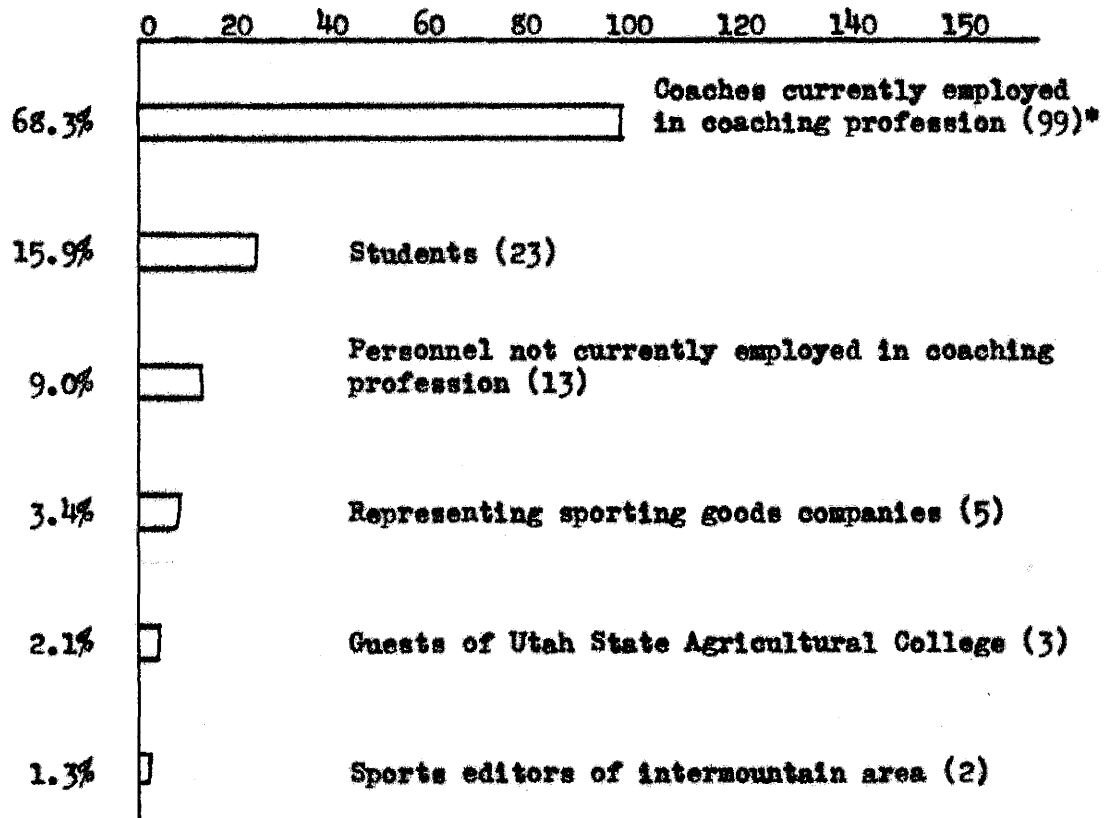 0 20 40 60 80 100 120 140 150
68.3% Coaches currently employed
in coaching profession (99)*
15.9% Students (23)
Personnel not currently employed in coaching
9.0% profession (13)
3.4% Representing sporting goods companies (5)
2.1% Guests of Utah State Agricultural College (3)
1.3% Sports editors of intermountain area (2)